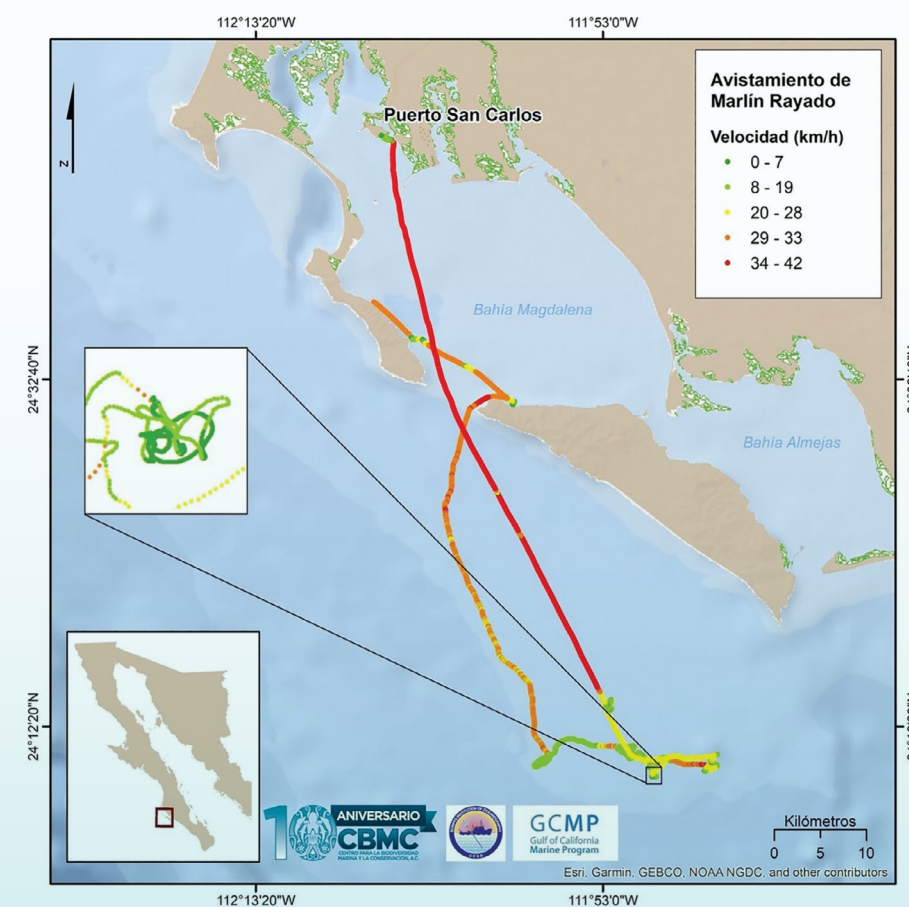 112°13'20"W
111°53'0"W
Avistamiento de
Marlín Rayado
Velocidad (km/h)
0 - 7
8 - 19
20 - 28
29 - 33
34 - 42
Puerto San Carlos
N
Bahía Magdalena
24°32'40"N
Bahía Almejas
24°12'20"N
10
ANIVERSARIO
CBMC
CENTRO PARA LA BIODIVERSIDAD
MARINA Y LA CONSERVACIÓN, A.C.
GCMP
Gulf of California
Marine Program
Kilómetros
0 5 10
Esri, Garmin, GEBCO, NOAA NGDC, and other contributors
112°13'20"W
111°53'0"W